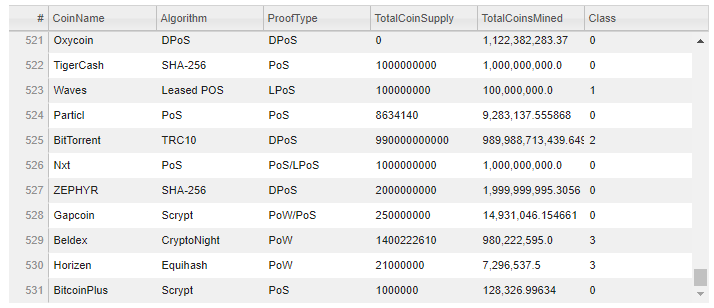 # CoinName Algorithm ProofType TotalCoinSupply TotalCoinsMined Class
521 Oxycoin DPoS DPoS 0 1,122,382,283.37 0
522 TigerCash SHA-256 PoS 1000000000 1,000,000,000.0 0
523 Waves Leased POS LPoS 100000000 100,000,000.0 1
524 Particl PoS PoS 8634140 9,283,137.555868 0
525 BitTorrent TRC10 DPoS 990000000000 989,988,713,439.649 2
526 Nxt PoS PoS/LPoS 1000000000 1,000,000,000.0 0
527 ZEPHYR SHA-256 DPoS 2000000000 1,999,999,995.3056 0
528 Gapcoin Scrypt PoW/PoS 250000000 14,931,046.154661 0
529 Beldex CryptoNight PoW 1400222610 980,222,595.0 3
530 Horizen Equihash PoW 21000000 7,296,537.5 3
531 BitcoinPlus Scrypt PoS 1000000 128,326.99634 0